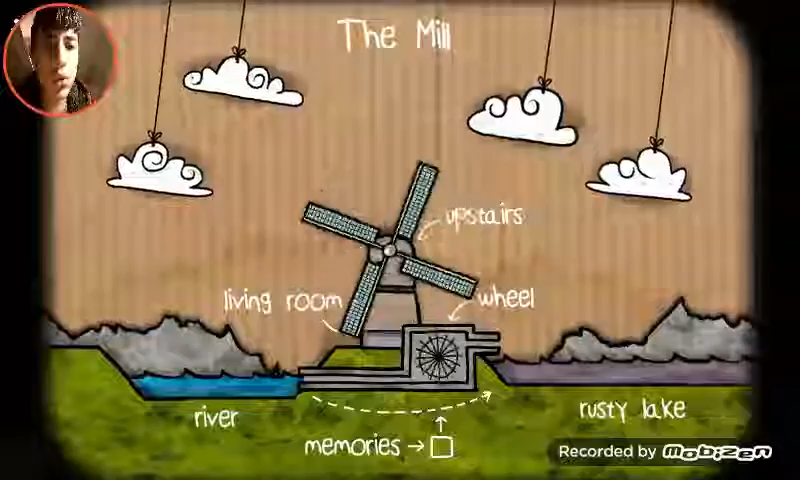 The Mill
upstairs
living room
wheel
river
rusty lake
memories
Recorded by mobizen